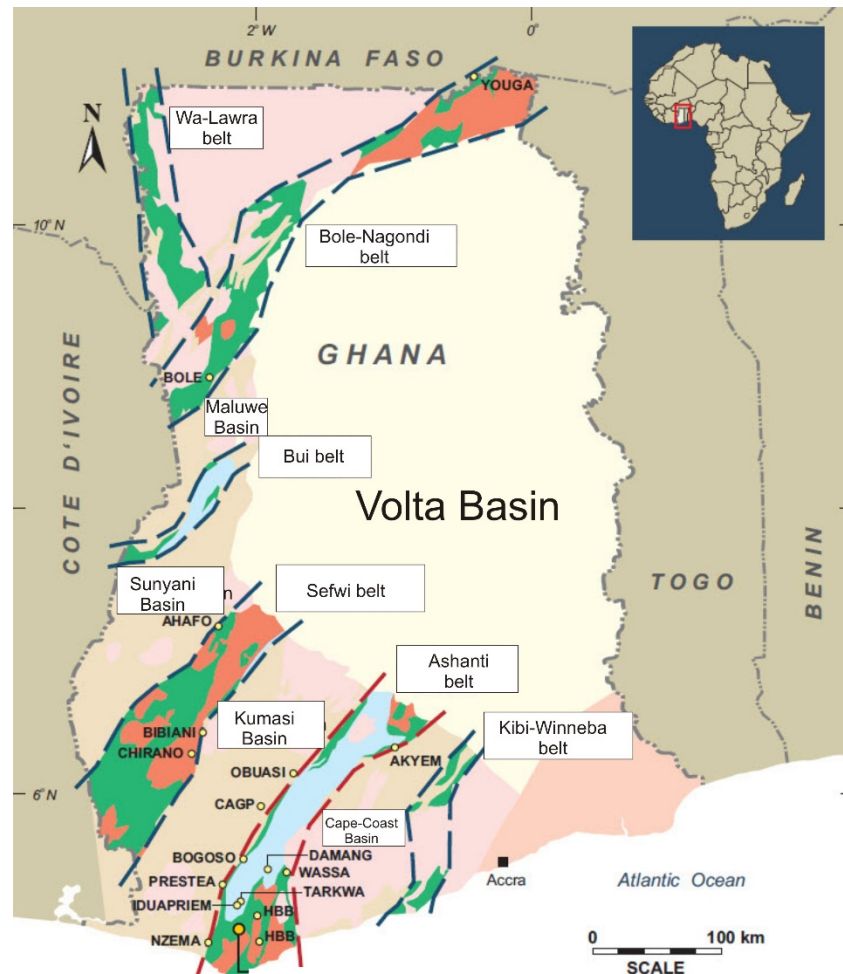 2° W
0°
BURKINA FASO
YOUGA
N
Wa-Lawra
belt
10° N
Bole-Nagondi
belt
GHANA
BOLE
Maluwe
Basin
Bui belt
COTE D'IVOIRE
Volta Basin
TOGO
BENIN
Sunyani
Basin
n
Sefwi belt
AHAFO
Ashanti
belt
Kumasi
Basin
Kibi-Winneba
belt
BIBIANI
CHIRANO
AKYEM
OBUASI
6° N
CAGP
Cape-Coast
Basin
BOGOSO
DAMANG
WASSA
Accra
Atlantic Ocean
PRESTEA
TARKWA
IDUAPRIEM
HBB
NZEMA
HBB
0 100 km
SCALE